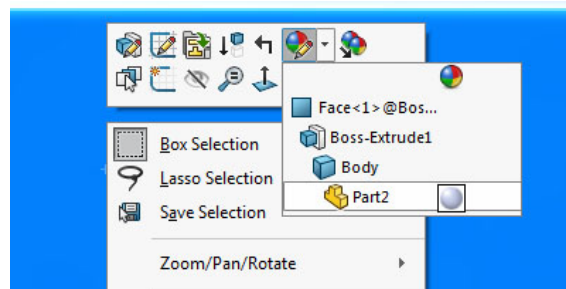 Face<1>@Bos...
Boss-Extrude1
Body
Part2
Box Selection
Lasso Selection
Save Selection
Zoom/Pan/Rotate